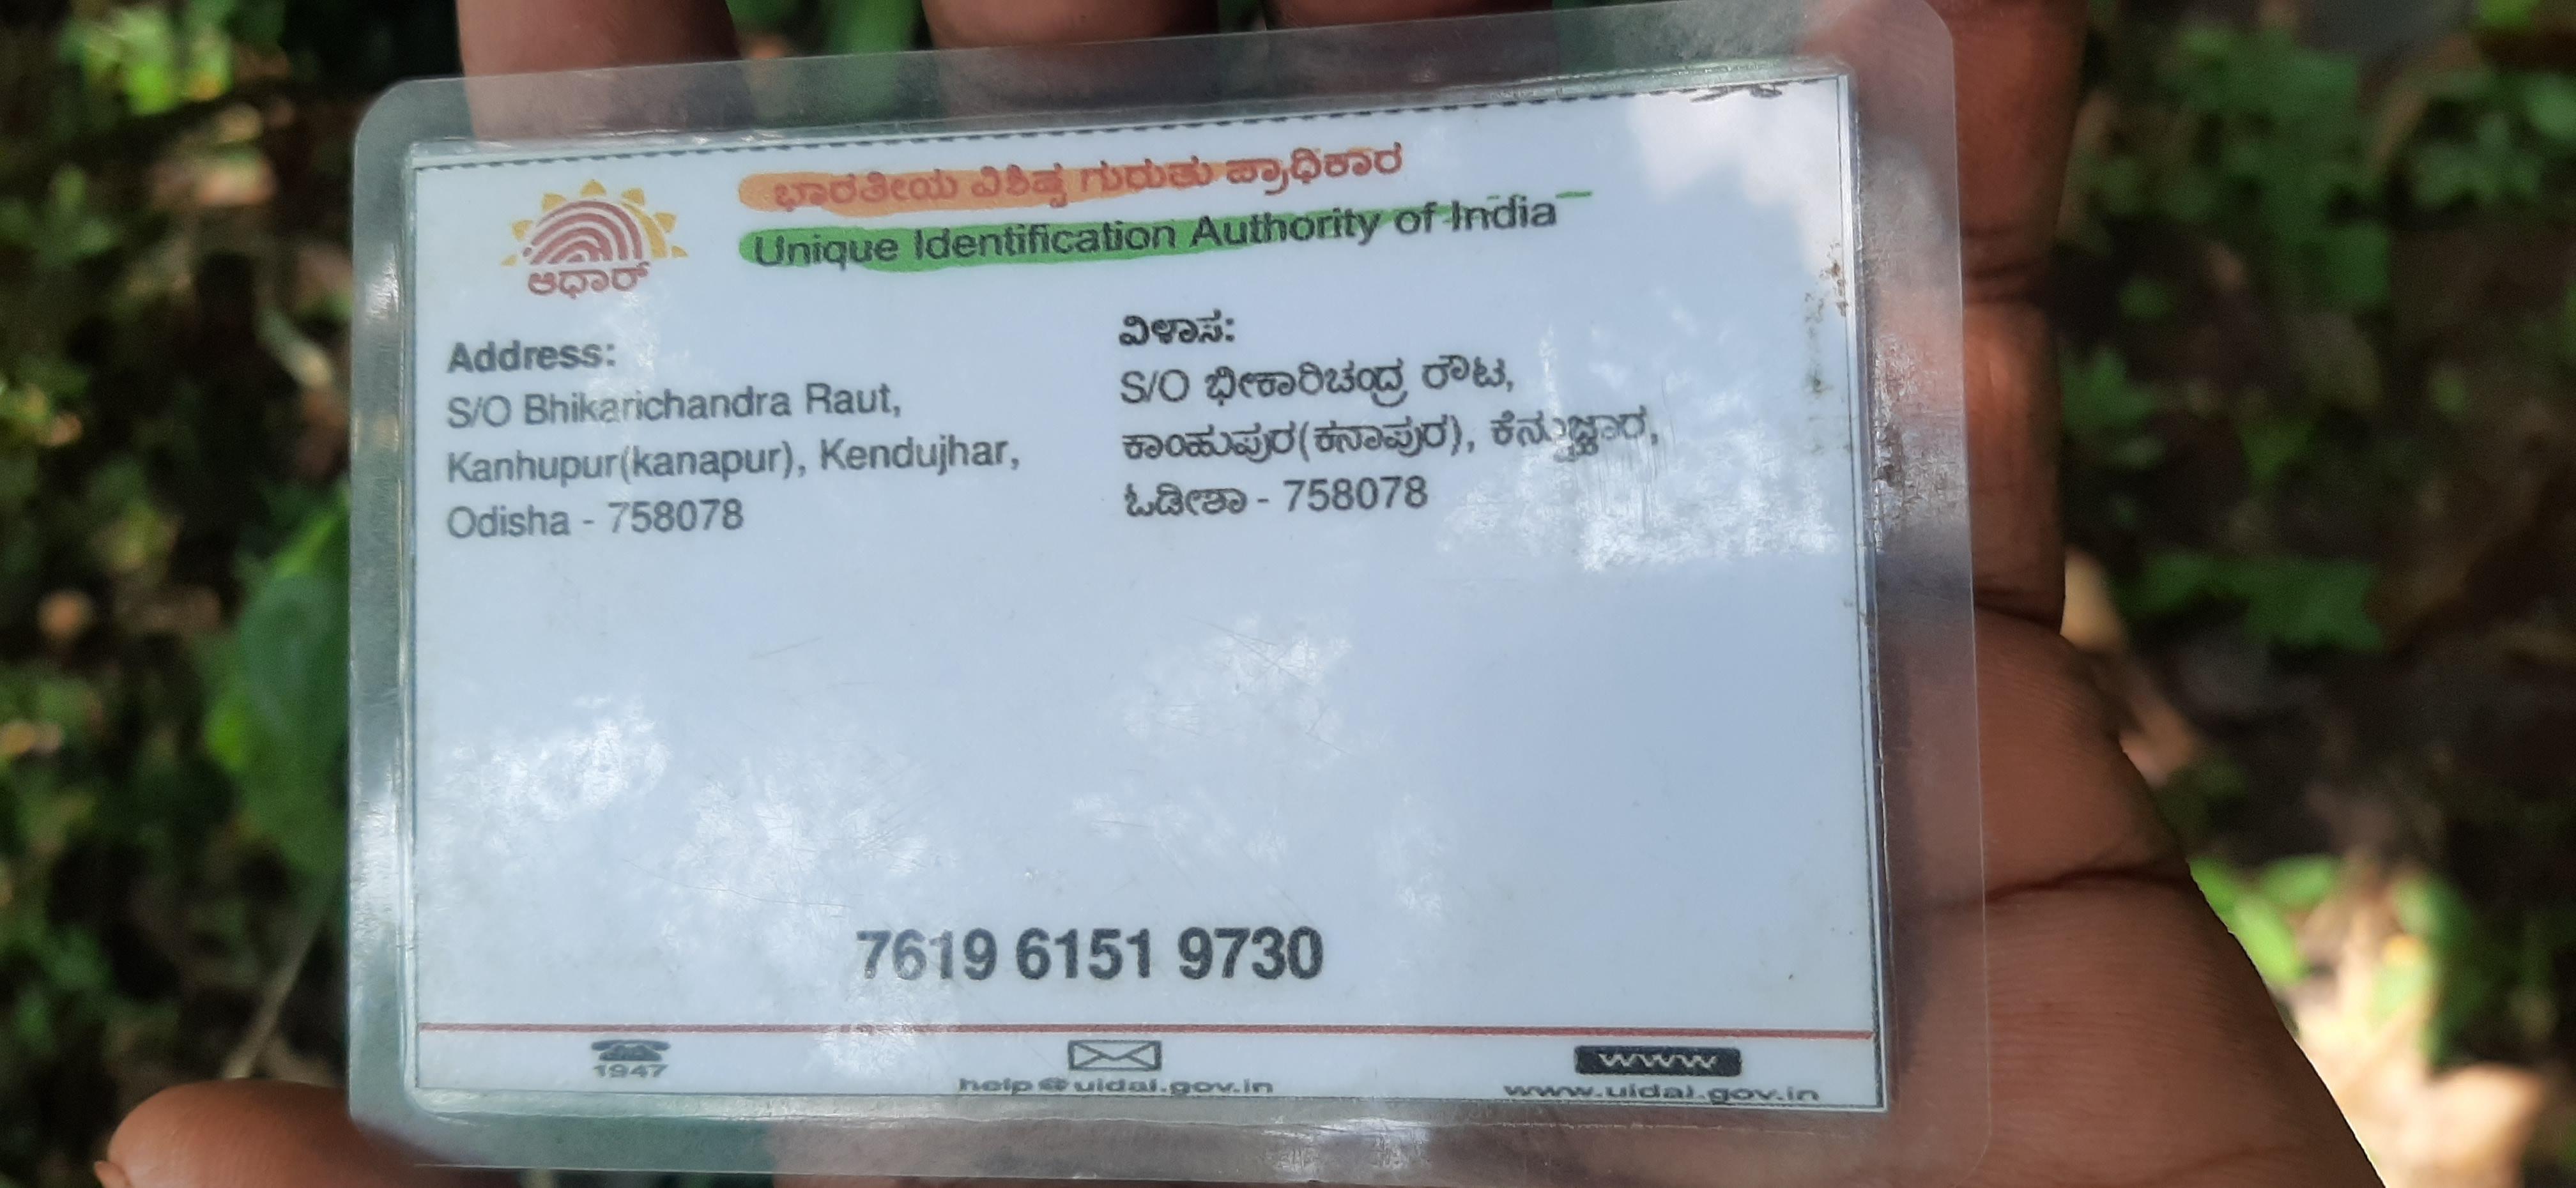 ಭಾರತೀಯ ವಿಶಿಷ್ಟ ಗುರುತು ಪ್ರಾಧಿಕಾರ
Unique Identification Authority of India
ಆಧಾರ್
Address:
S/O Bhikarichandra Raut,
Kanhupur(kanapur), Kendujhar,
Odisha - 758078
ವಿಳಾಸ:
S/O ಭೀಕಾರಿಚಂದ್ರ ರೌಟ,
ಕಾಂಹುಪುರ(ಕನಾಪುರ), ಕೆನ್ದುಝಾರ,
ಓಡೀಶಾ - 758078
7619 6151 9730
1947
help@uidai.gov.in
www
www.uidai.gov.in